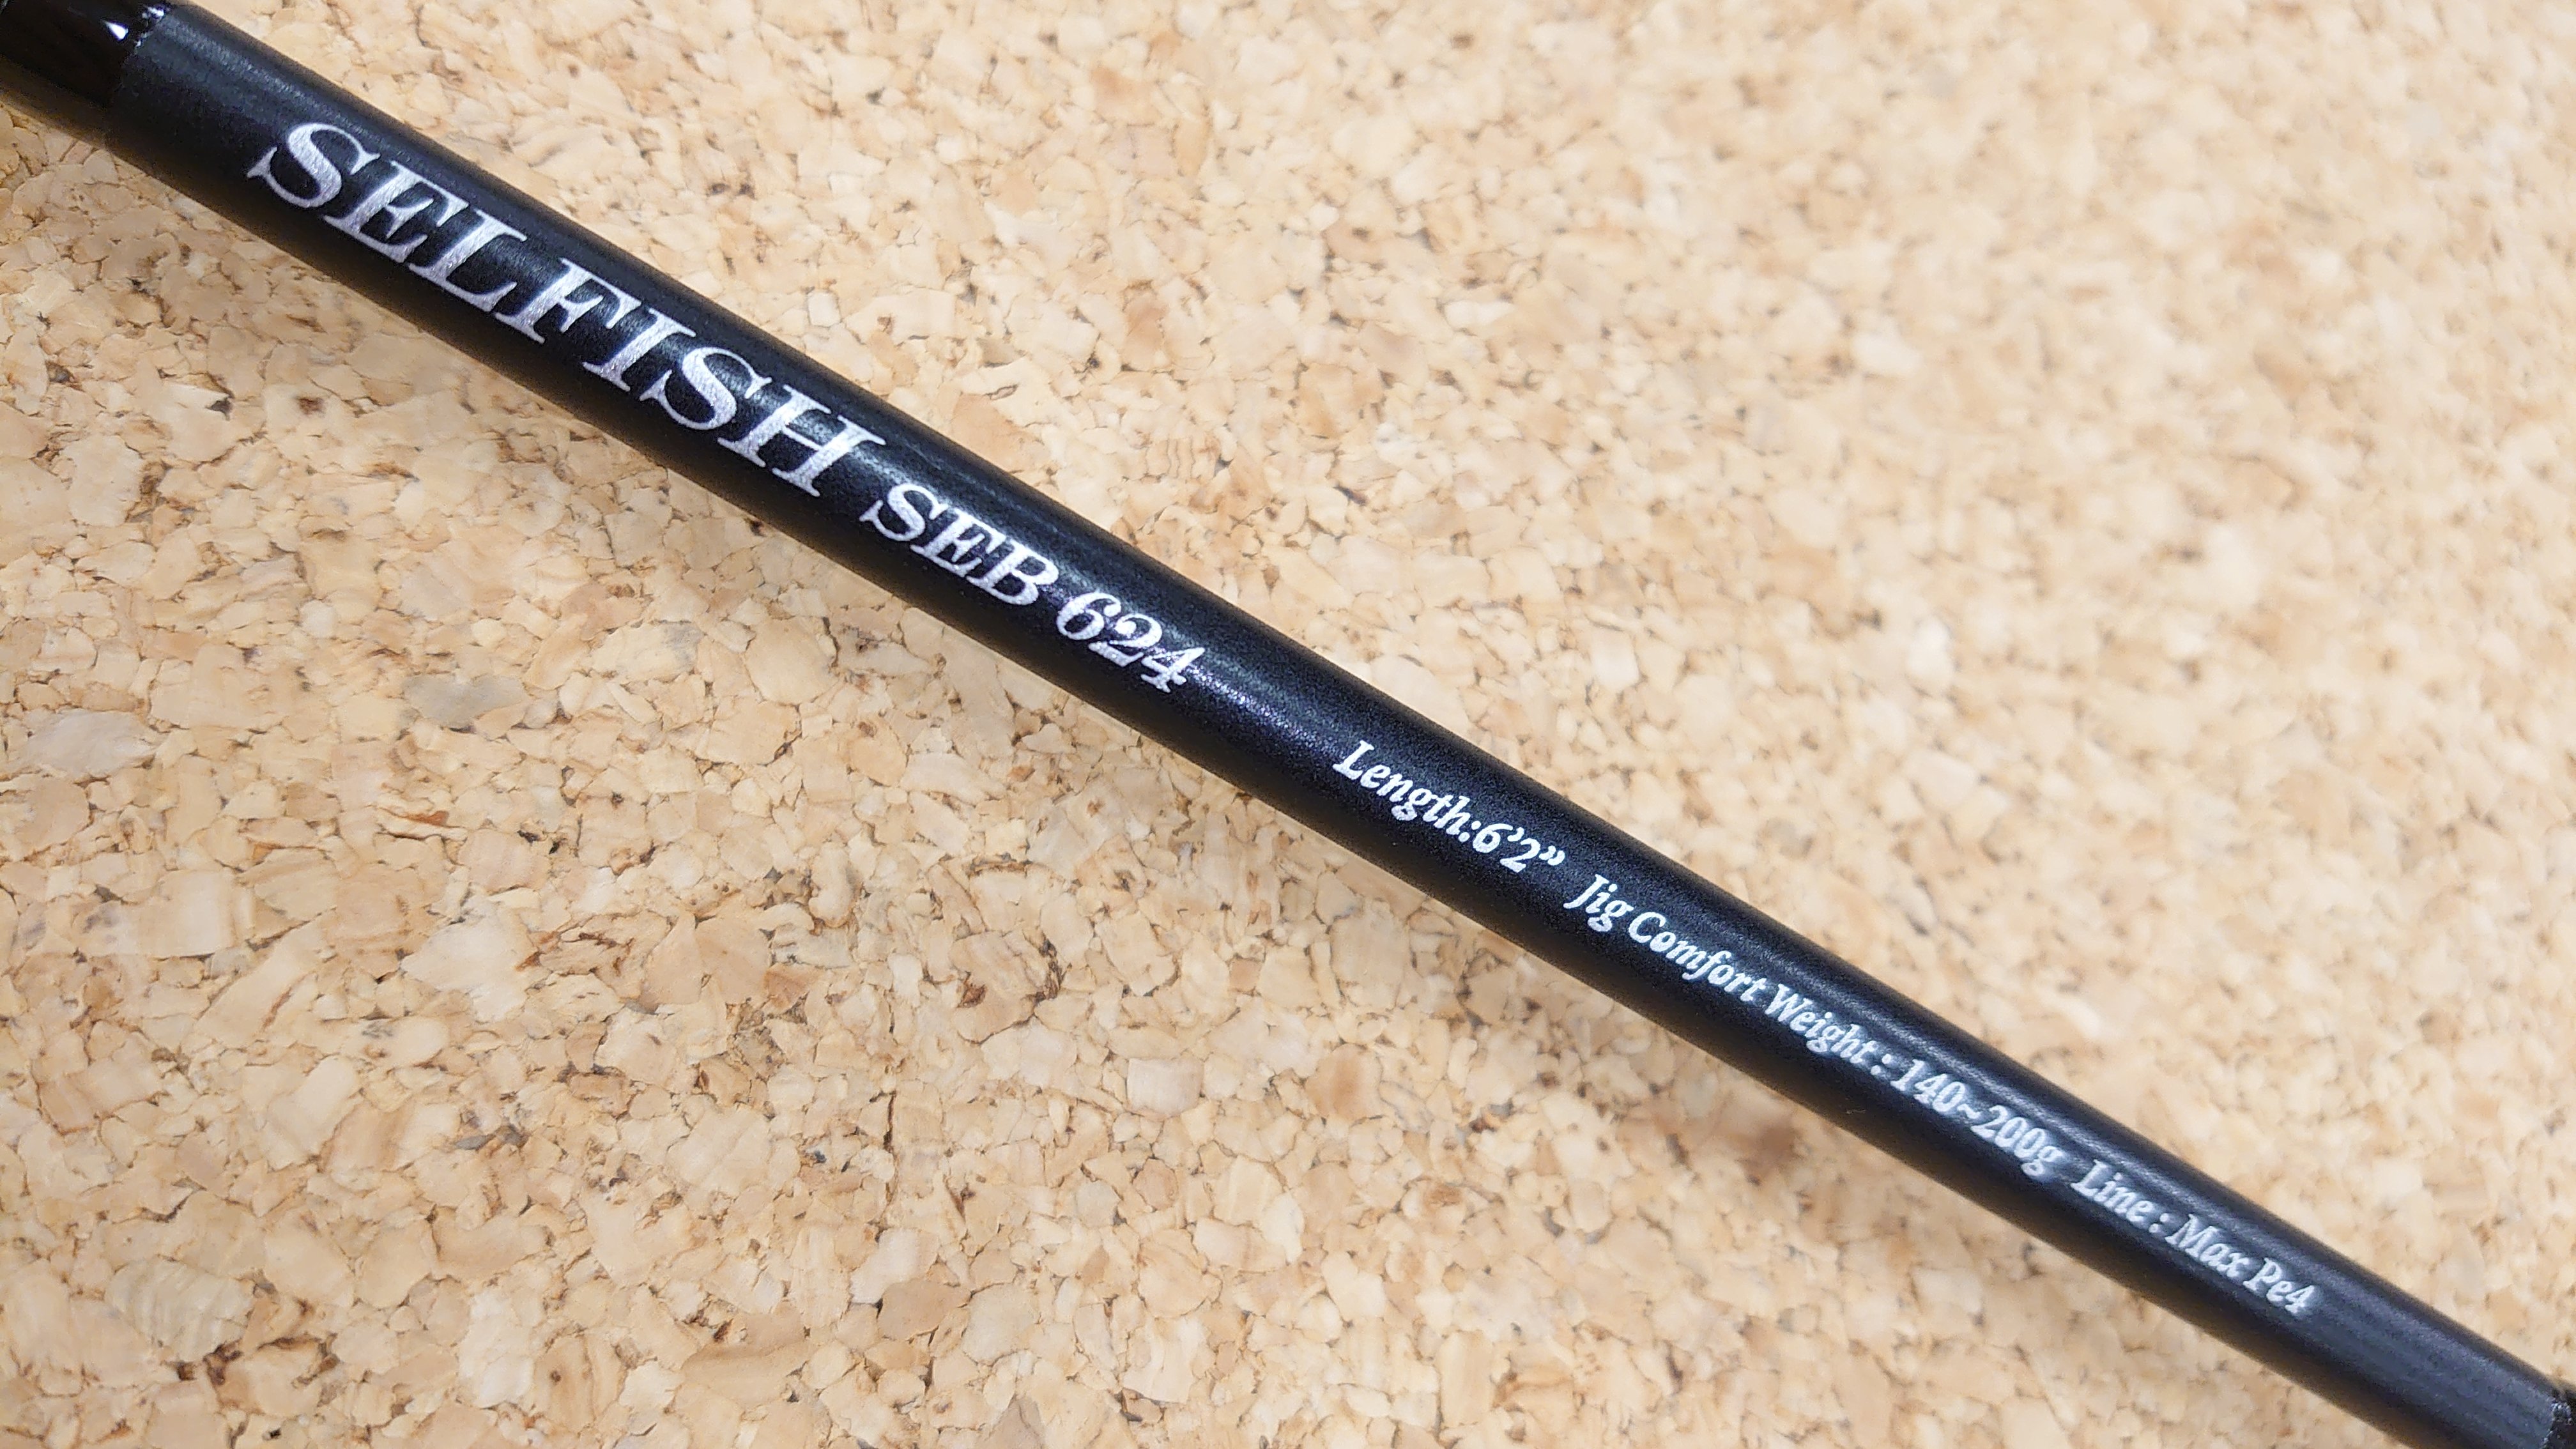 SELFISH SEB 624 Length:6'2” Jig Comfort Weight : 140~200g Line : Max Pe4